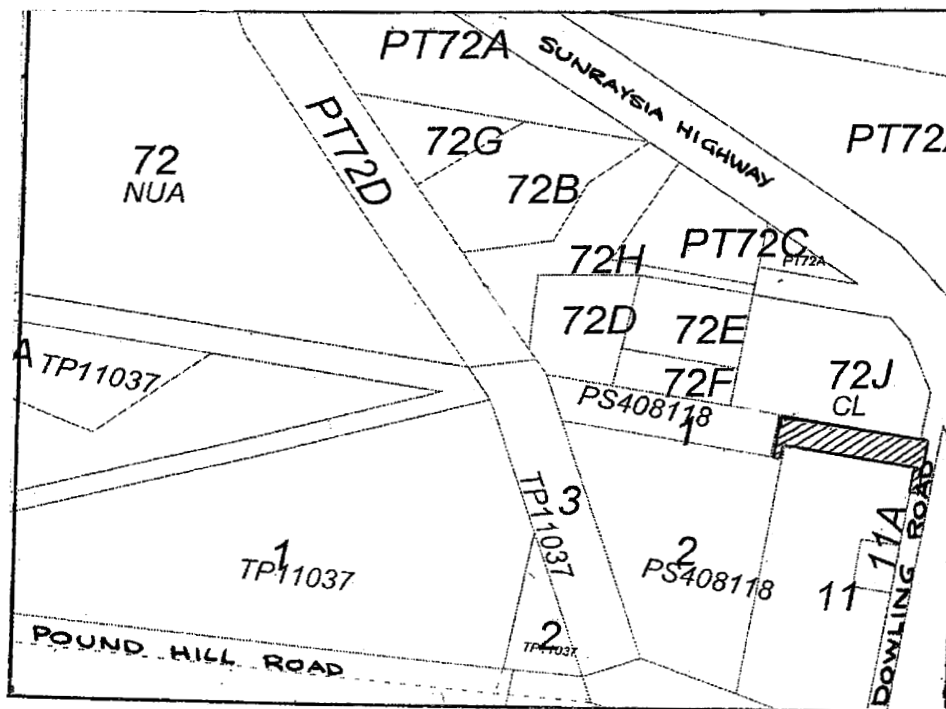 PT72A
SUNRAYSIA HIGHWAY
PT72D
72G
PT72
72
NUA
72B
PT72C
PT72A
72H
72D
72E
72F
72J
CL
A TP11037
PS408118
1
3
TP11037
2
PS408118
11A
11
DOWLING ROAD
1
TP11037
2
TP11037
POUND HILL ROAD